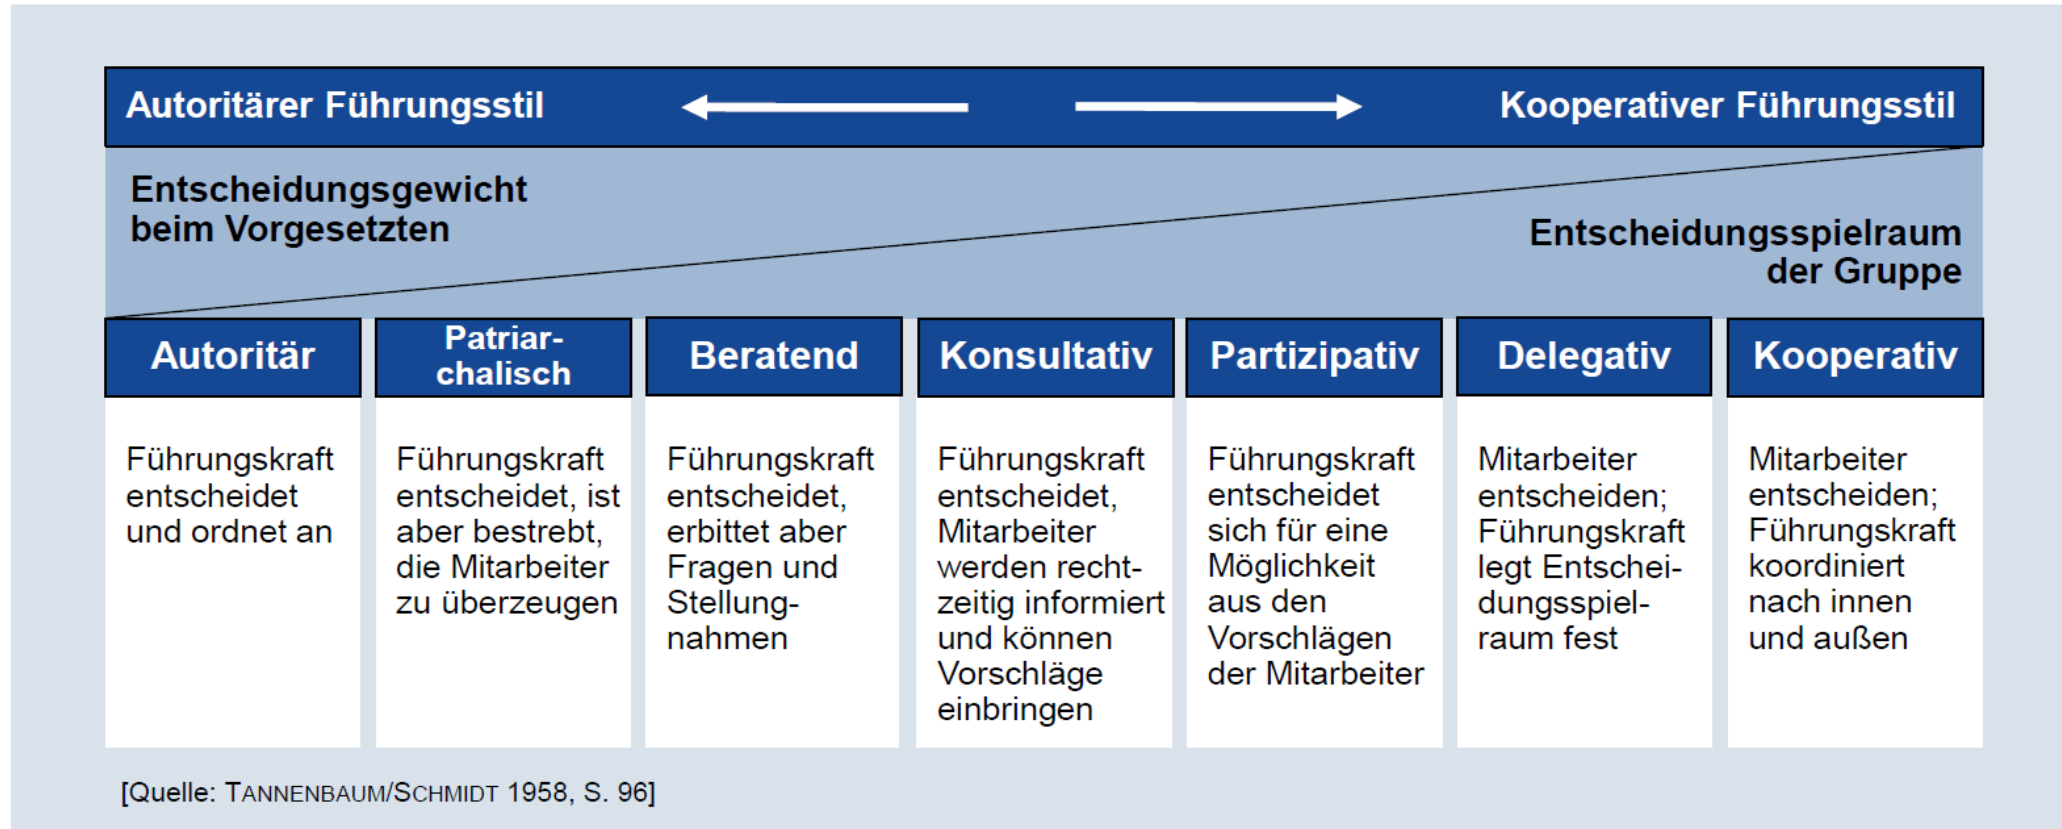 Autoritärer Führungsstil
Kooperativer Führungsstil
Entscheidungsgewicht
beim Vorgesetzten
Entscheidungsspielraum
der Gruppe
Autoritär
Führungskraft
entscheidet
und ordnet an
Patriar-
chalisch
Führungskraft
entscheidet, ist
aber bestrebt,
die Mitarbeiter
zu überzeugen
Beratend
Führungskraft
entscheidet,
erbittet aber
Fragen und
Stellung-
nahmen
Konsultativ
Führungskraft
entscheidet,
Mitarbeiter
werden recht-
zeitig informiert
und können
Vorschläge
einbringen
Partizipativ
Führungskraft
entscheidet
sich für eine
Möglichkeit
aus den
Vorschlägen
der Mitarbeiter
Delegativ
Mitarbeiter
entscheiden;
Führungskraft
legt Entschei-
dungsspiel-
raum fest
Kooperativ
Mitarbeiter
entscheiden;
Führungskraft
koordiniert
nach innen
und außen
[Quelle: TANNENBAUM/SCHMIDT 1958, S. 96]